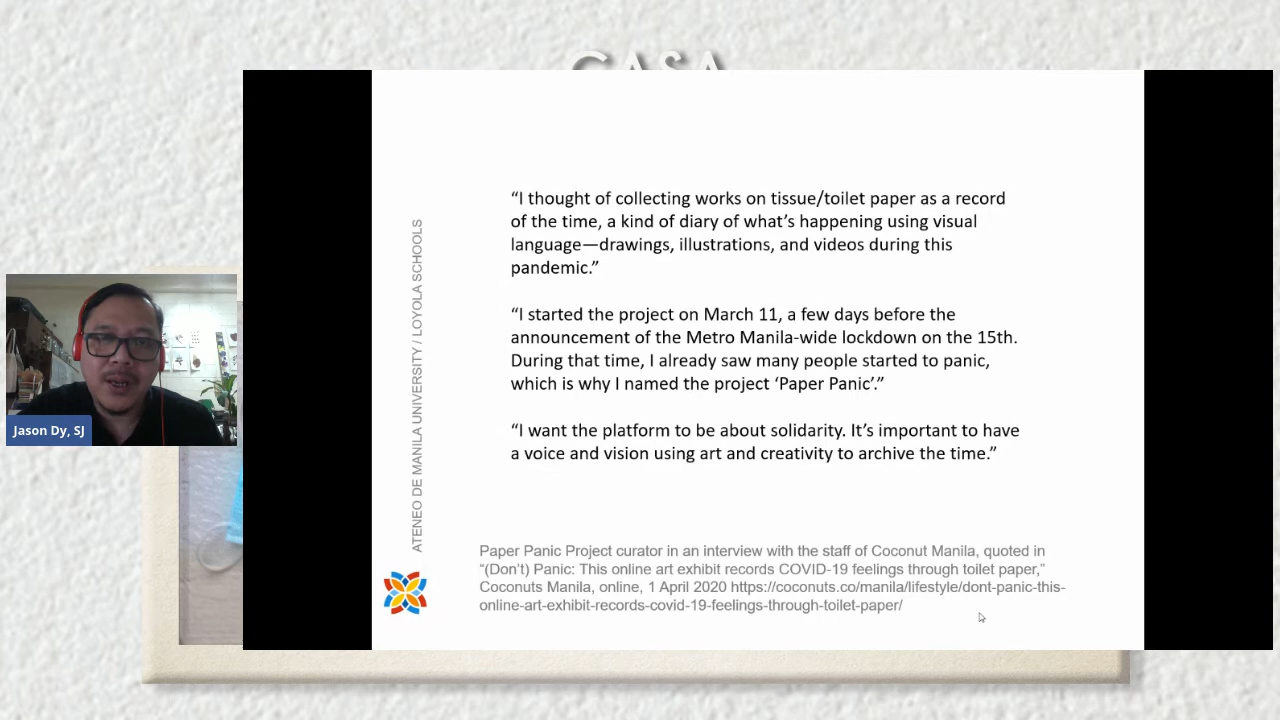 CASA
“I thought of collecting works on tissue/toilet paper as a record
of the time, a kind of diary of what’s happening using visual
language—drawings, illustrations, and videos during this
pandemic.”
“I started the project on March 11, a few days before the
announcement of the Metro Manila-wide lockdown on the 15th.
During that time, I already saw many people started to panic,
which is why I named the project ‘Paper Panic’.”
“I want the platform to be about solidarity. It’s important to have
a voice and vision using art and creativity to archive the time.”
ATENEO DE MANILA UNIVERSITY / LOYOLA SCHOOLS
Jason Dy, SJ
Paper Panic Project curator in an interview with the staff of Coconut Manila, quoted in
“(Don’t) Panic: This online art exhibit records COVID-19 feelings through toilet paper,”
Coconuts Manila, online, 1 April 2020 https://coconuts.co/manila/lifestyle/dont-panic-this-
online-art-exhibit-records-covid-19-feelings-through-toilet-paper/